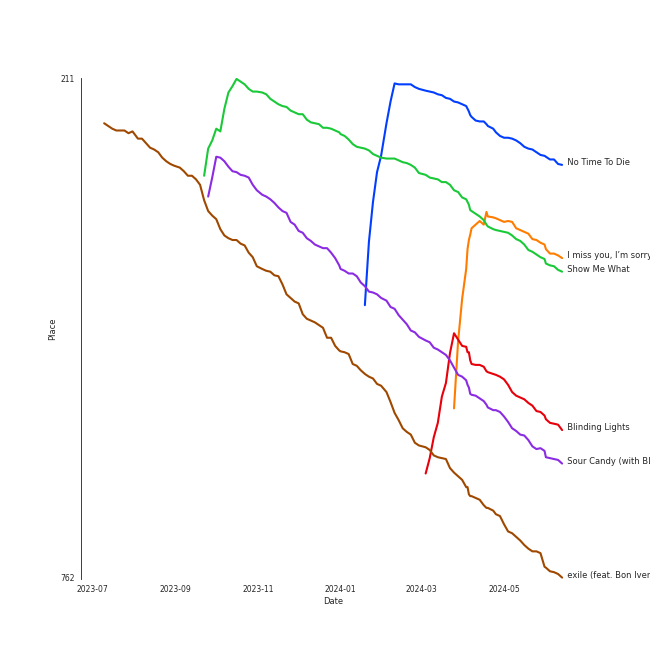 211
No Time To Die
I miss you, I'm sorry
Show Me What
Place
Blinding Lights
Sour Candy (with Bl
exile (feat. Bon Iver
762
2023-07
2023-09
2023-11
2024-01
2024-03
2024-05
Date